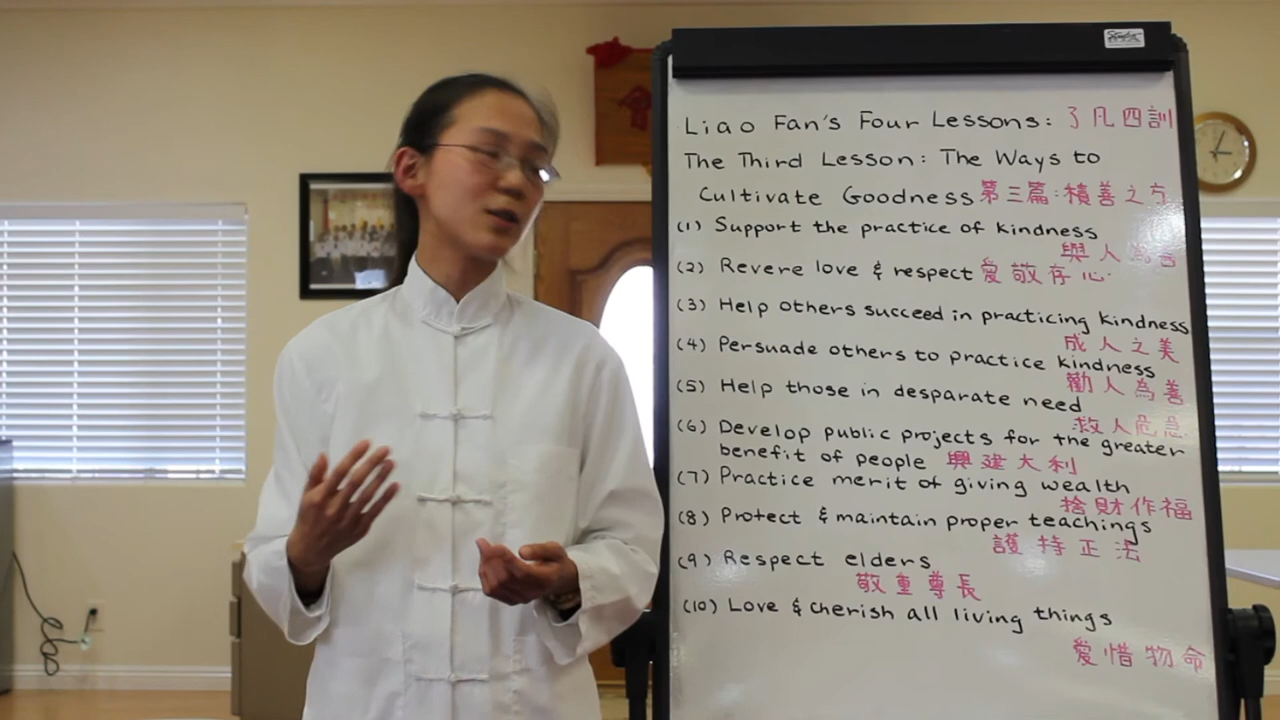 Liao Fan's Four Lessons: 了凡四訓
The Third Lesson: The Ways to
Cultivate Goodness 第三篇:積善之方
(1) Support the practice of kindness
與人為善
(2) Revere love & respect 愛敬存心
(3) Help others succeed in practicing kindness
成人之美
(4) Persuade others to practice kindness
勸人為善
(5) Help those in desparate need
救人危急
(6) Develop public projects for the greater
benefit of people 興建大利
(7) Practice merit of giving wealth
捨財作福
(8) Protect & maintain proper teachings
護持正法
(9) Respect elders
敬重尊長
(10) Love & cherish all living things
愛惜物命